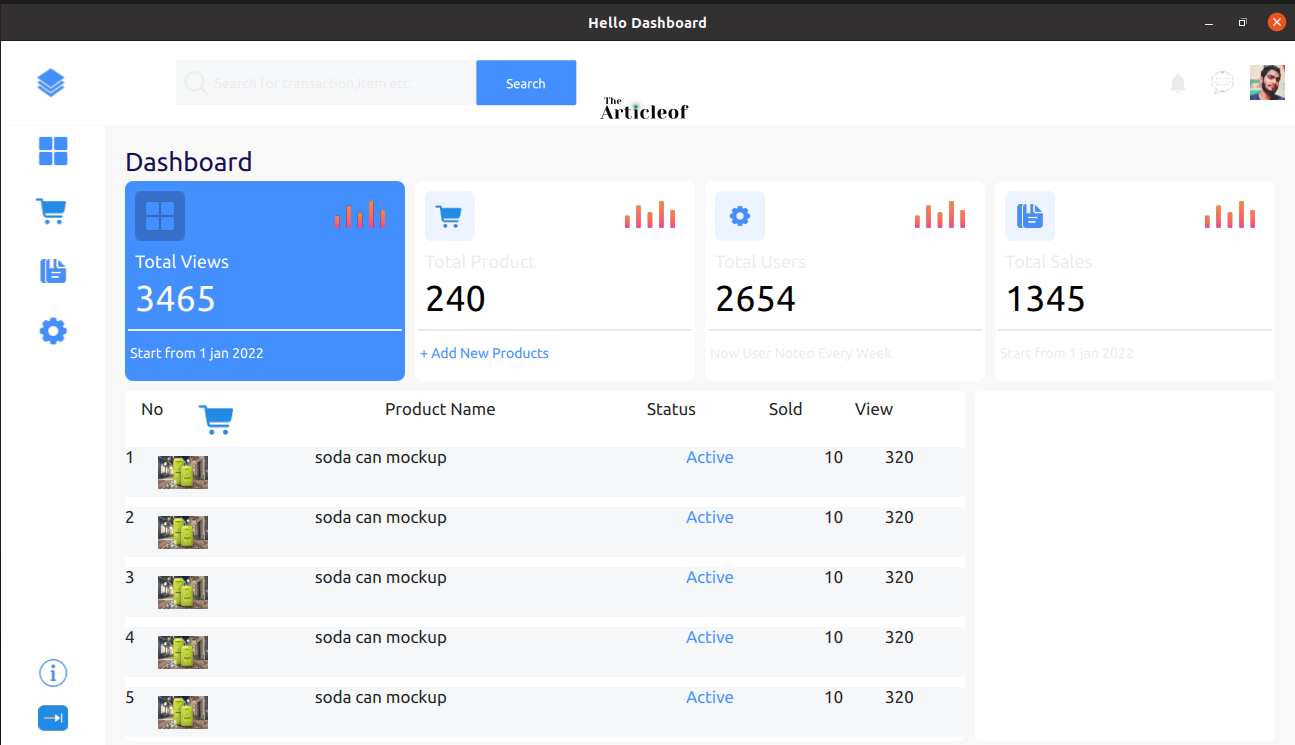 Hello Dashboard
Search for transaction,item etc.
Search
The
Articleof
Dashboard
Total Views
3465
Start from 1 jan 2022
Total Product
240
+ Add New Products
Total Users
2654
Now User Noted Every Week
Total Sales
1345
Start from 1 jan 2022
No Product Name Status Sold View
1 soda can mockup Active 10 320
2 soda can mockup Active 10 320
3 soda can mockup Active 10 320
4 soda can mockup Active 10 320
5 soda can mockup Active 10 320